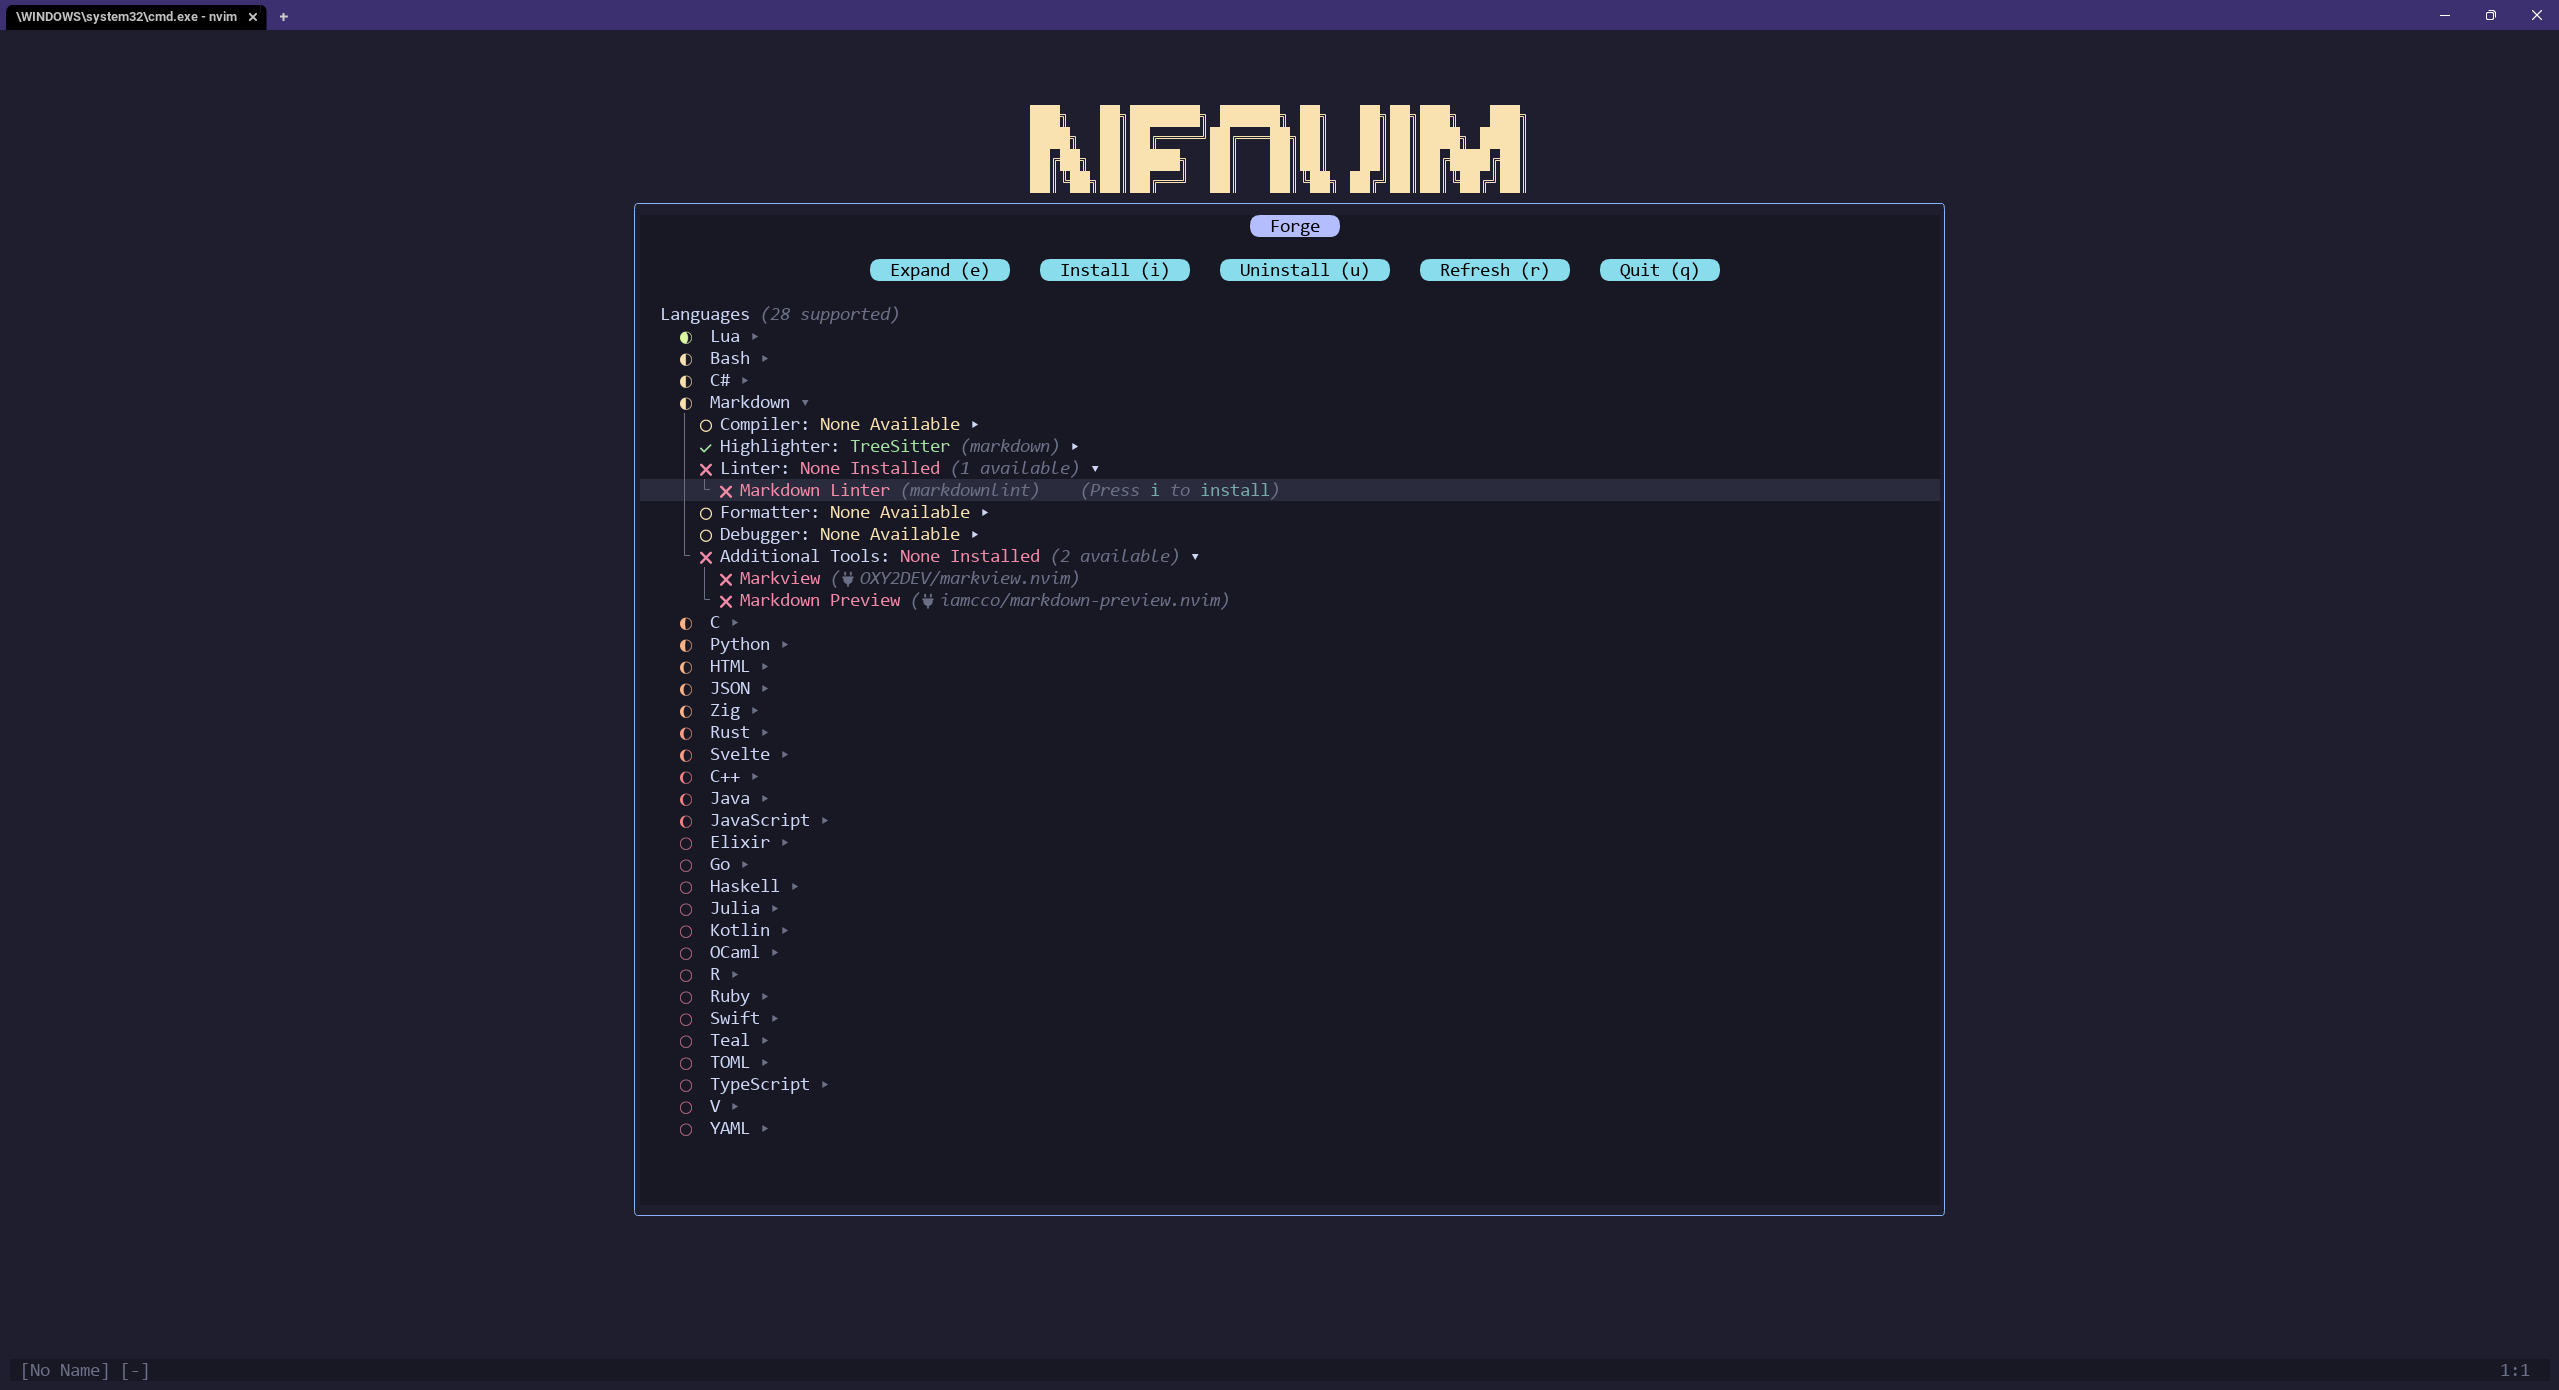 \WINDOWS\system32\cmd.exe - nvim
NEOVIM
Forge
Expand (e) Install (i) Uninstall (u) Refresh (r) Quit (q)
Languages (28 supported)
Lua
Bash
C#
Markdown
Compiler: None Available
Highlighter: TreeSitter (markdown)
Linter: None Installed (1 available)
Markdown Linter (markdownlint) (Press i to install)
Formatter: None Available
Debugger: None Available
Additional Tools: None Installed (2 available)
Markview (OXY2DEV/markview.nvim)
Markdown Preview (iamcco/markdown-preview.nvim)
C
Python
HTML
JSON
Zig
Rust
Svelte
C++
Java
JavaScript
Elixir
Go
Haskell
Julia
Kotlin
OCaml
R
Ruby
Swift
Teal
TOML
TypeScript
V
YAML
[No Name] [-] 1:1